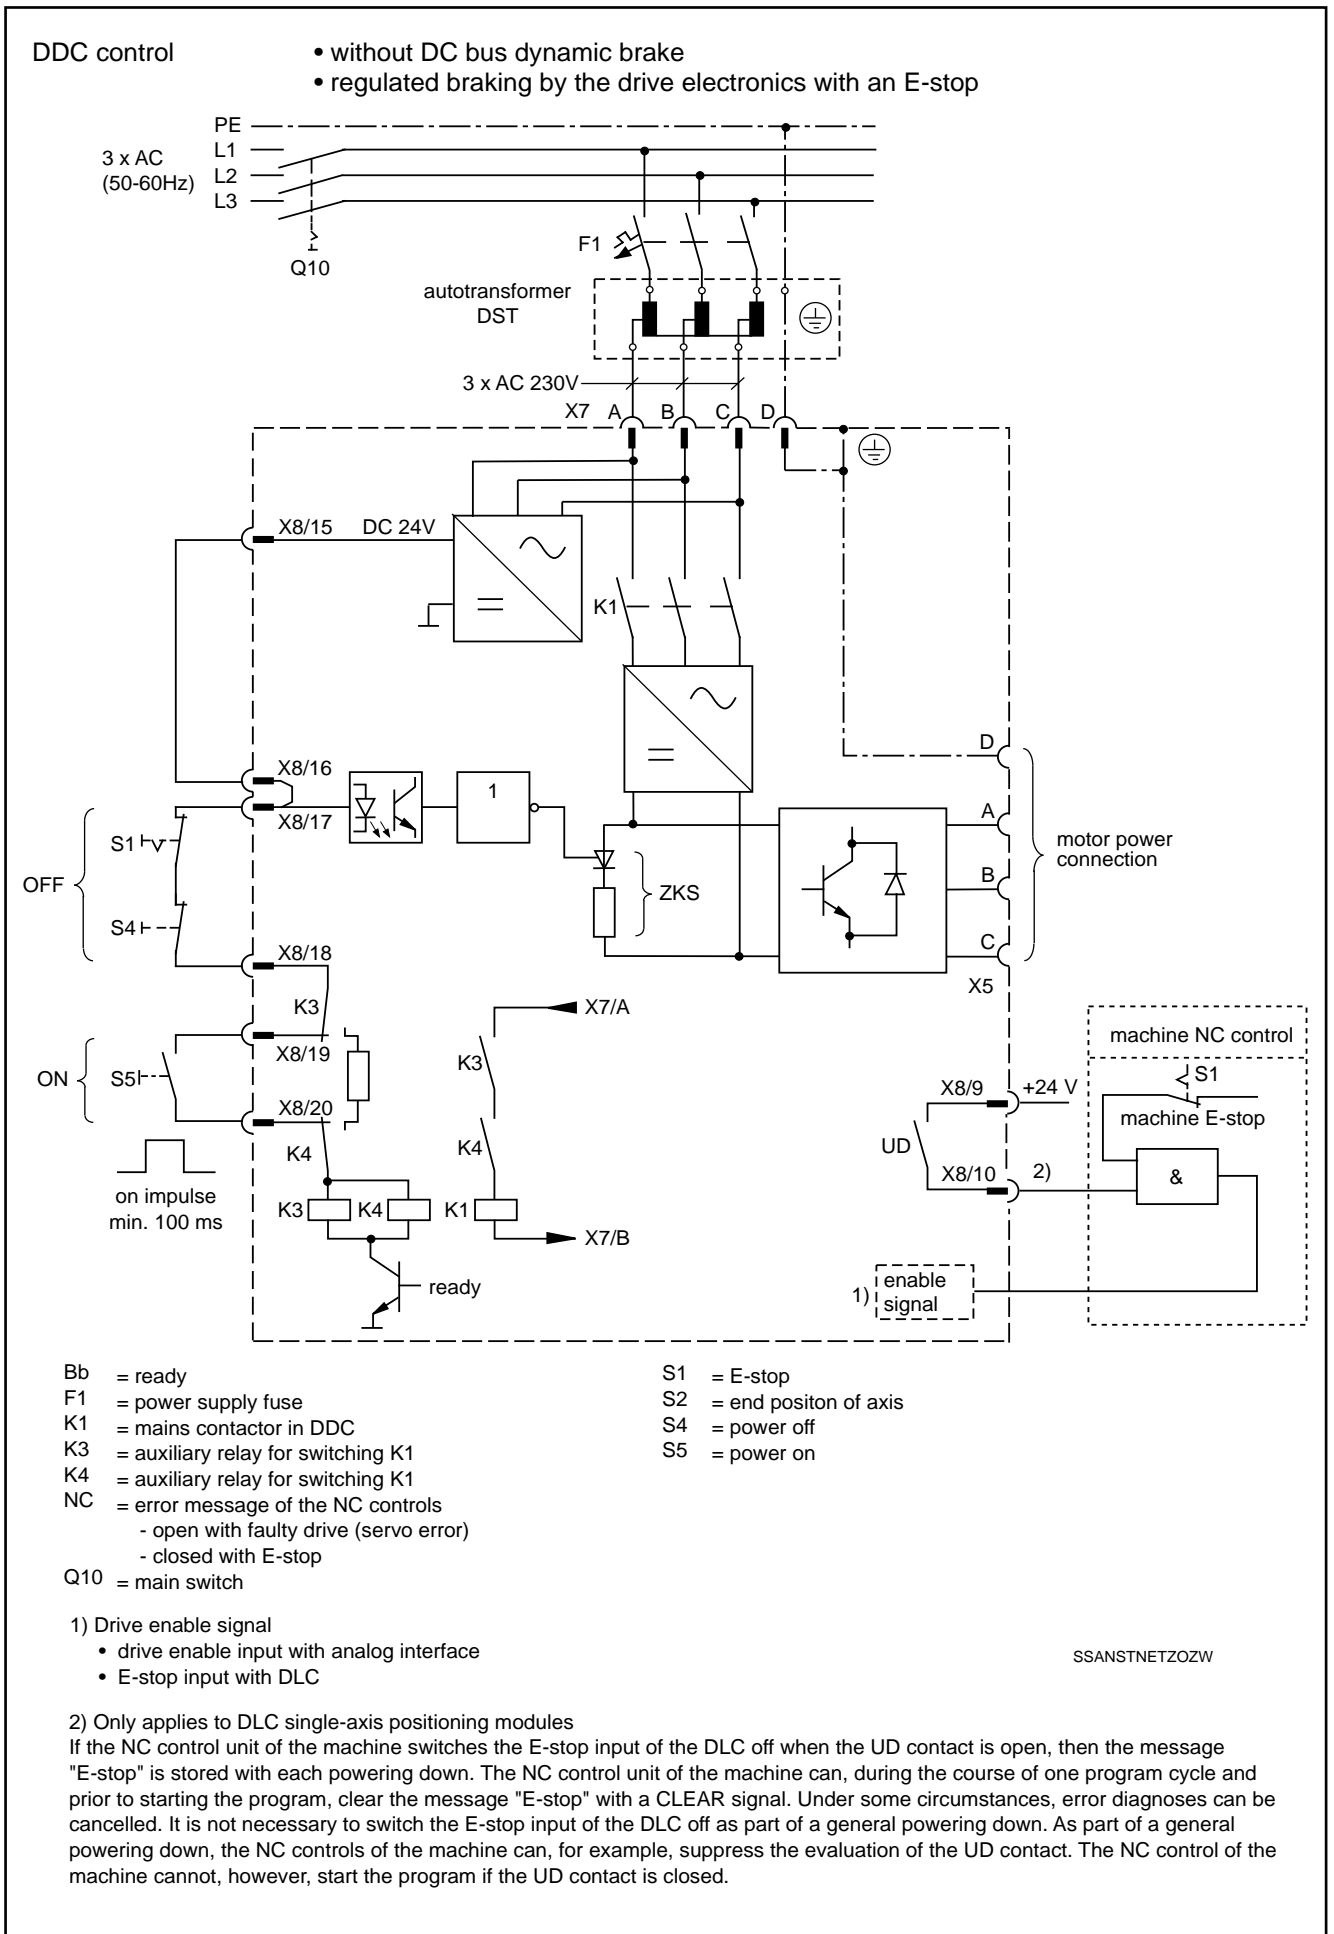 DDC control
• without DC bus dynamic brake
• regulated braking by the drive electronics with an E-stop
PE
L1
L2
L3
3 x AC
(50-60Hz)
Q10
F1
autotransformer
DST
3 x AC 230V
X7 A B C D
X8/15 DC 24V
K1
X8/16
X8/17
1
S1
OFF
S4
ZKS
D
A
B
C
motor power
connection
X5
X8/18
K3
X8/19
X7/A
ON
S5
K3
X8/20
K4
K4
on impulse
min. 100 ms
K3 K4 K1
X7/B
ready
machine NC control
S1
machine E-stop
X8/9 +24 V
UD
X8/10 2)
&
1) enable
signal
Bb = ready
F1 = power supply fuse
K1 = mains contactor in DDC
K3 = auxiliary relay for switching K1
K4 = auxiliary relay for switching K1
NC = error message of the NC controls
- open with faulty drive (servo error)
- closed with E-stop
Q10 = main switch
S1 = E-stop
S2 = end positon of axis
S4 = power off
S5 = power on
1) Drive enable signal
• drive enable input with analog interface
• E-stop input with DLC
SSANSTNETZOZW
2) Only applies to DLC single-axis positioning modules
If the NC control unit of the machine switches the E-stop input of the DLC off when the UD contact is open, then the message
"E-stop" is stored with each powering down. The NC control unit of the machine can, during the course of one program cycle and
prior to starting the program, clear the message "E-stop" with a CLEAR signal. Under some circumstances, error diagnoses can be
cancelled. It is not necessary to switch the E-stop input of the DLC off as part of a general powering down. As part of a general
powering down, the NC controls of the machine can, for example, suppress the evaluation of the UD contact. The NC control of the
machine cannot, however, start the program if the UD contact is closed.